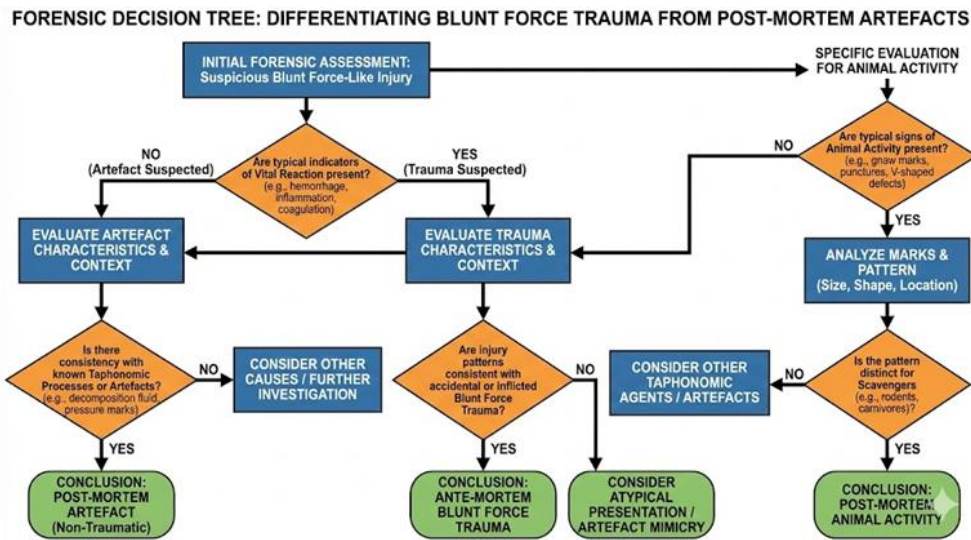 FORENSIC DECISION TREE: DIFFERENTIATING BLUNT FORCE TRAUMA FROM POST-MORTEM ARTEFACTS
INITIAL FORENSIC ASSESSMENT:
Suspicious Blunt Force-Like Injury
SPECIFIC EVALUATION
FOR ANIMAL ACTIVITY
NO
(Artefact Suspected)
Are typical indicators
of Vital Reaction present?
(e.g., hemorrhage,
inflammation,
coagulation)
YES
(Trauma Suspected)
NO
Are typical signs of
Animal Activity present?
(e.g., gnaw marks,
punctures, V-shaped
defects)
YES
EVALUATE ARTEFACT
CHARACTERISTICS &
CONTEXT
EVALUATE TRAUMA
CHARACTERISTICS &
CONTEXT
ANALYZE MARKS &
PATTERN
(Size, Shape, Location)
Is there
consistency with
known Taphonomic
Processes or Artefacts?
(e.g., decomposition fluid,
pressure marks)
NO
CONSIDER OTHER
CAUSES / FURTHER
INVESTIGATION
Are injury
patterns
consistent with
accidental or inflicted
Blunt Force
Trauma?
NO
CONSIDER OTHER
TAPHONOMIC
AGENTS / ARTEFACTS
NO
Is the pattern
distinct for
Scavengers
(e.g., rodents,
carnivores)?
YES
YES
YES
CONCLUSION:
POST-MORTEM
ARTEFACT
(Non-Traumatic)
CONCLUSION:
ANTE-MORTEM
BLUNT FORCE
TRAUMA
CONSIDER
ATYPICAL
PRESENTATION /
ARTEFACT MIMICRY
CONCLUSION:
POST-MORTEM
ANIMAL ACTIVITY